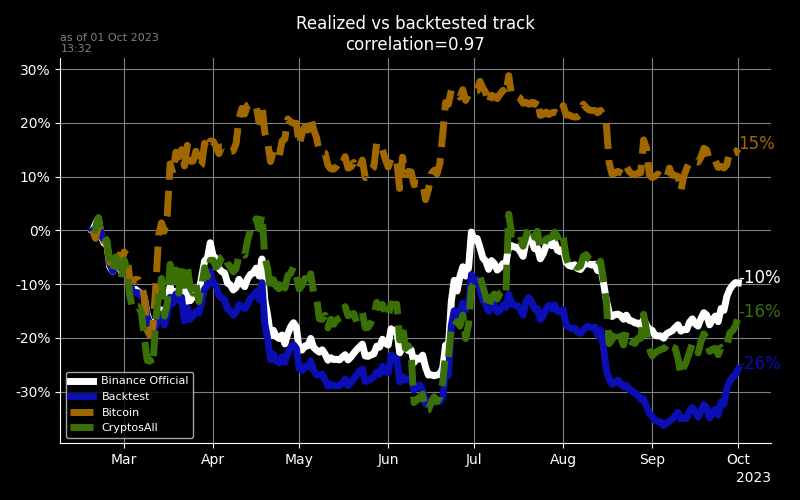 Realized vs backtested track
correlation=0.97
as of 01 Oct 2023
13:32
30%
20%
10%
0%
-10%
-20%
-30%
15%
-10%
-16%
-26%
Binance Official
Backtest
Bitcoin
CryptosAll
Mar
Apr
May
Jun
Jul
Aug
Sep
Oct
2023